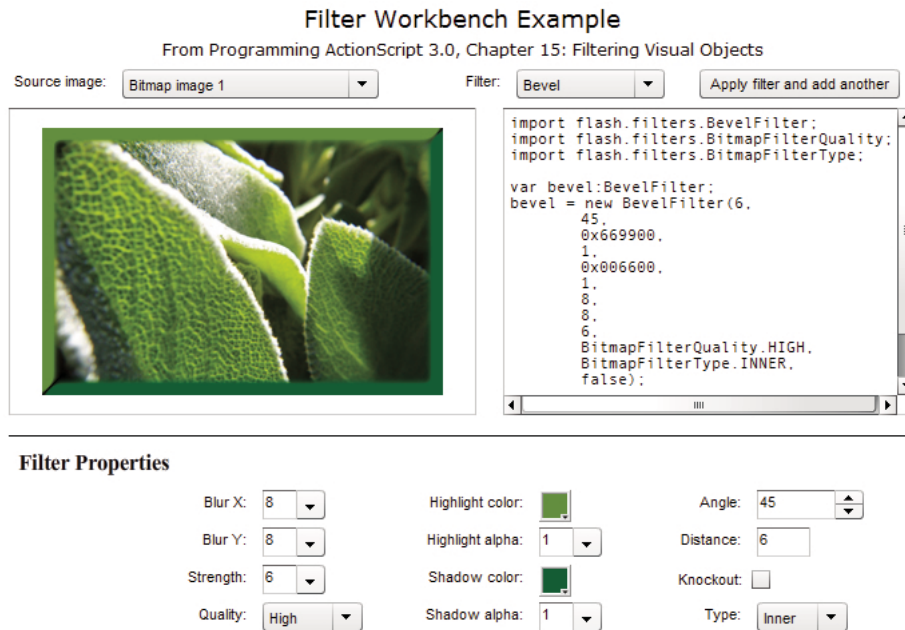 Filter Workbench Example
From Programming ActionScript 3.0, Chapter 15: Filtering Visual Objects
Source image: Bitmap image 1 Filter: Bevel Apply filter and add another
import flash.filters.BevelFilter;
import flash.filters.BitmapFilterQuality;
import flash.filters.BitmapFilterType;
var bevel:BevelFilter;
bevel = new BevelFilter(6,
45,
0x669900,
1,
0x006600,
1,
8,
8,
6,
BitmapFilterQuality.HIGH,
BitmapFilterType.INNER,
false);
Filter Properties
Blur X: 8 Highlight color: Angle: 45
Blur Y: 8 Highlight alpha: 1 Distance: 6
Strength: 6 Shadow color: Knockout:
Quality: High Shadow alpha: 1 Type: Inner